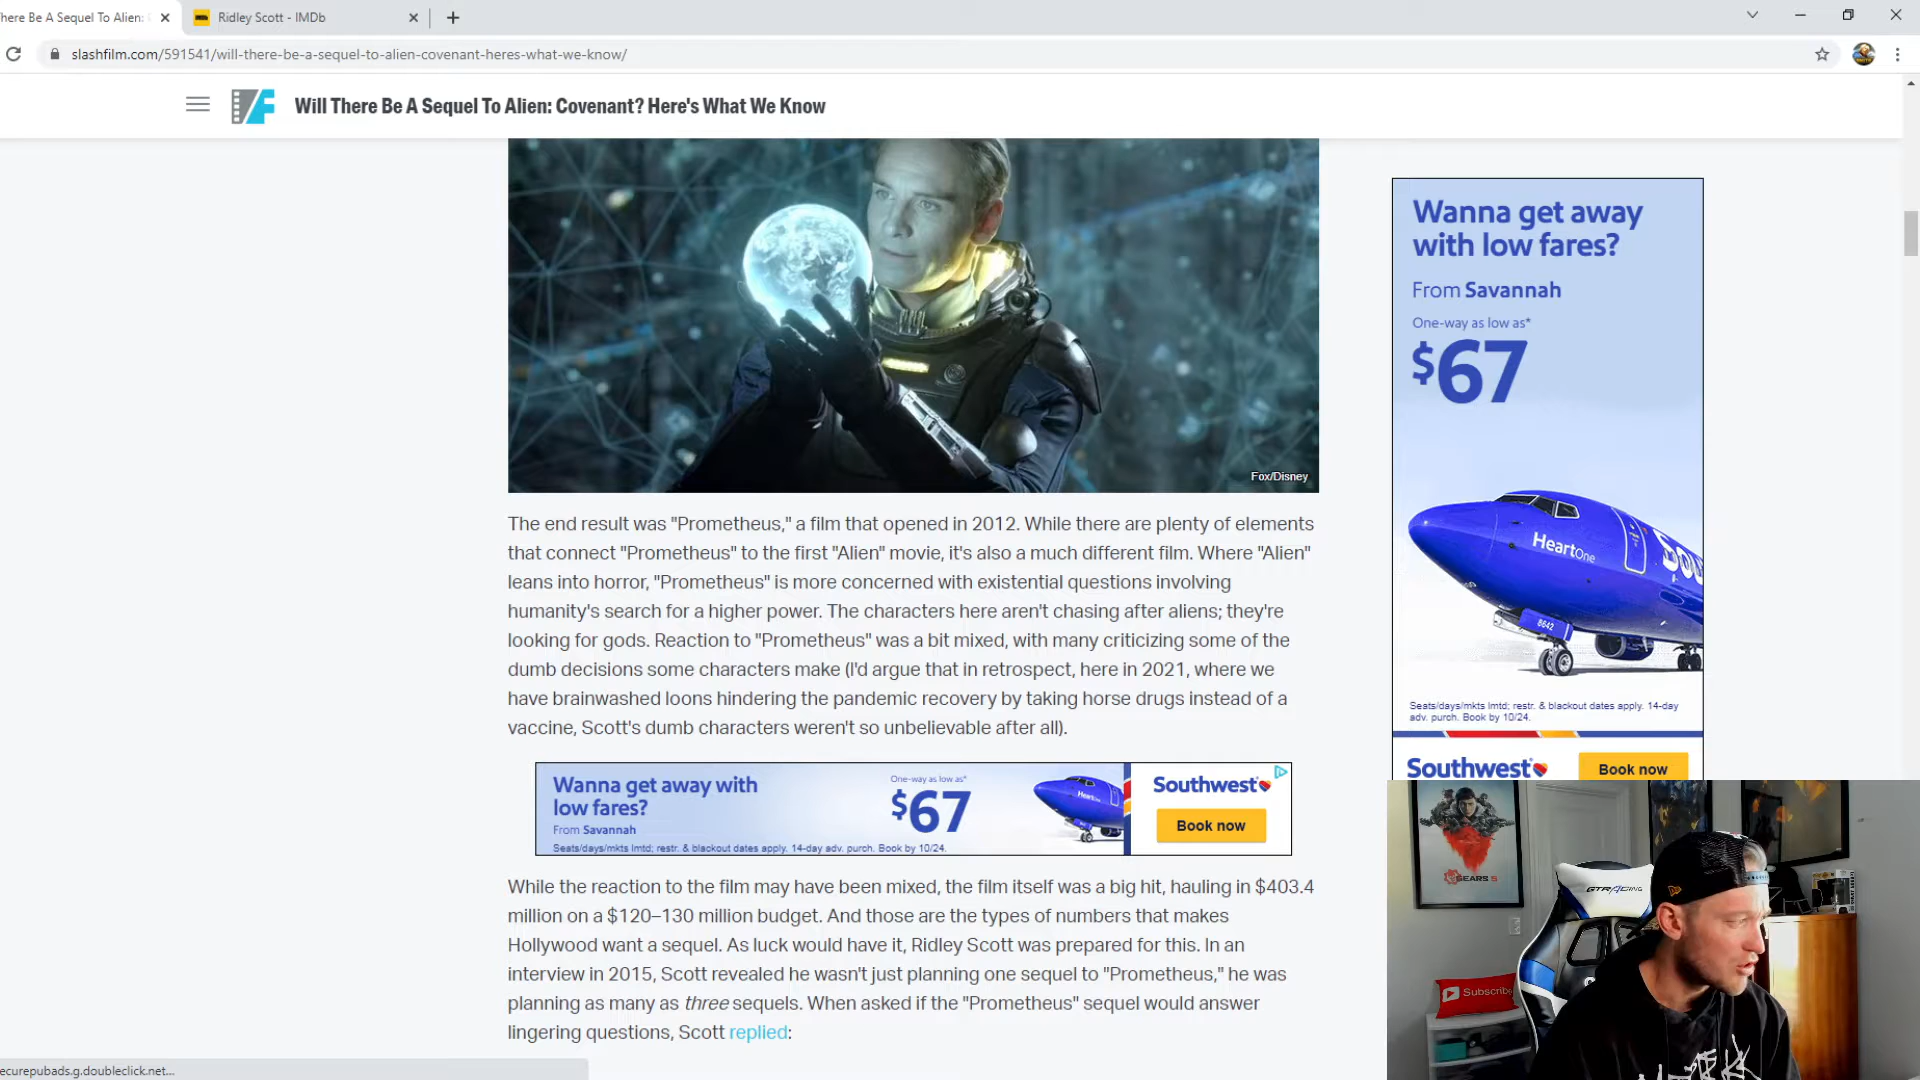 here Be A Sequel To Alien:
Ridley Scott - IMDb
slashfilm.com/591541/will-there-be-a-sequel-to-alien-covenant-heres-what-we-know/
Will There Be A Sequel To Alien: Covenant? Here's What We Know
Fox/Disney
The end result was "Prometheus," a film that opened in 2012. While there are plenty of elements
that connect "Prometheus" to the first "Alien" movie, it's also a much different film. Where "Alien"
leans into horror, "Prometheus" is more concerned with existential questions involving
humanity's search for a higher power. The characters here aren't chasing after aliens; they're
looking for gods. Reaction to "Prometheus" was a bit mixed, with many criticizing some of the
dumb decisions some characters make (I'd argue that in retrospect, here in 2021, where we
have brainwashed loons hindering the pandemic recovery by taking horse drugs instead of a
vaccine, Scott's dumb characters weren't so unbelievable after all).
Wanna get away with
low fares?
From Savannah
One-way as low as*
$67
Seats/days/mkts lmtd; restr. & blackout dates apply. 14-day adv. purch. Book by 10/24.
Heart
Southwest
Book now
While the reaction to the film may have been mixed, the film itself was a big hit, hauling in $403.4
million on a $120–130 million budget. And those are the types of numbers that makes
Hollywood want a sequel. As luck would have it, Ridley Scott was prepared for this. In an
interview in 2015, Scott revealed he wasn't just planning one sequel to "Prometheus," he was
planning as many as three sequels. When asked if the "Prometheus" sequel would answer
lingering questions, Scott replied:
Wanna get away
with low fares?
From Savannah
One-way as low as*
$67
HeartOne
8642
Seats/days/mkts lmtd; restr. & blackout dates apply. 14-day
adv. purch. Book by 10/24.
Southwest
Book now
GEARS 5
GTRACING
Subscribe
ecurepubads.g.doubleclick.net...